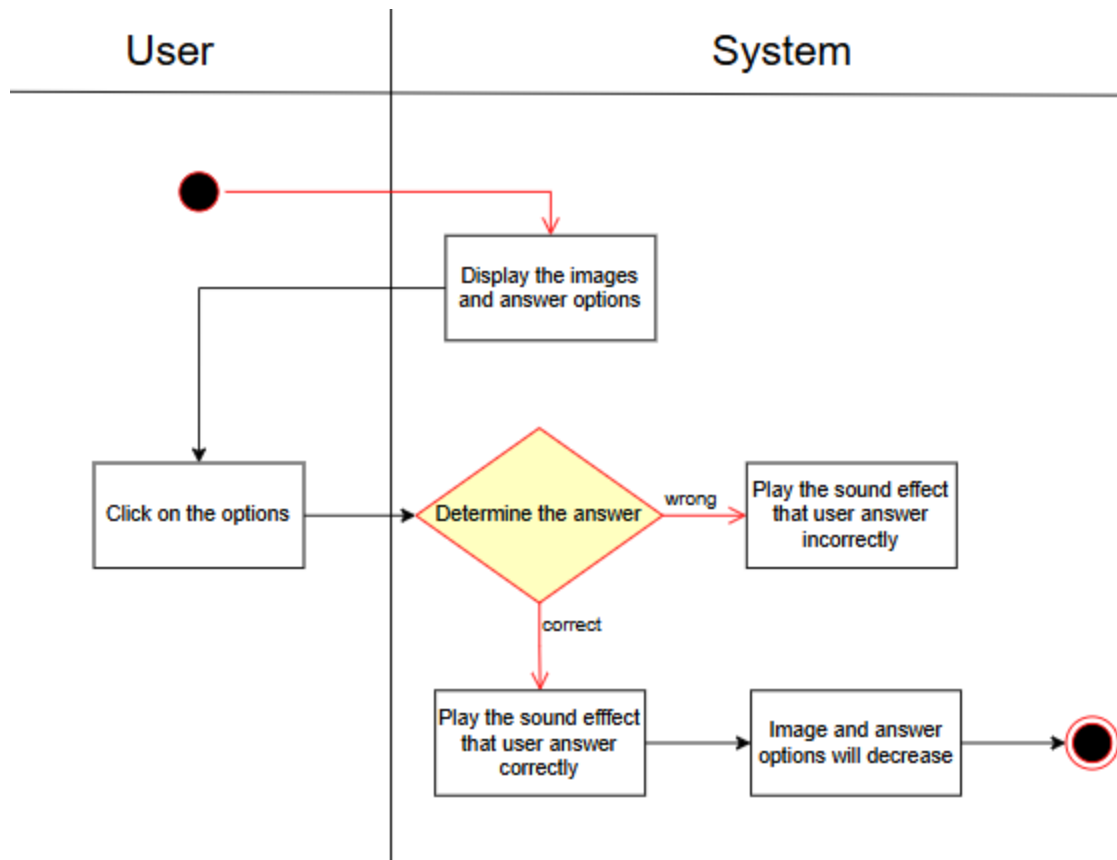 User
System
Display the images
and answer options
Click on the options
Determine the answer
wrong
Play the sound effect
that user answer
incorrectly
correct
Play the sound efffect
that user answer
correctly
Image and answer
options will decrease